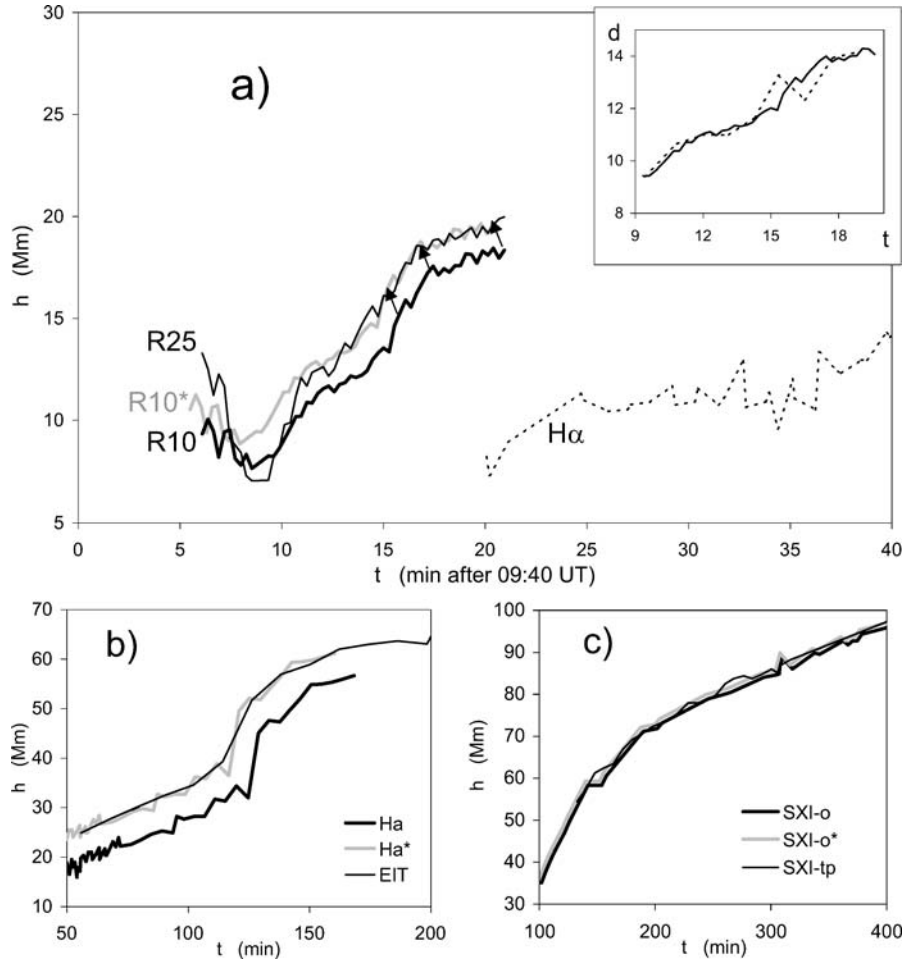 30
25
20
15
10
5
h (Mm)
a)
R25
R10*
R10
Hα
0 5 10 15 20 25 30 35 40
t (min after 09:40 UT)
d
14
12
10
8
9 12 15 18 t
70
60
50
40
30
20
10
h (Mm)
b)
Ha
Ha*
EIT
50 100 150 200
t (min)
100
90
80
70
60
50
40
30
h (Mm)
c)
SXI-o
SXI-o*
SXI-tp
100 200 300 400
t (min)